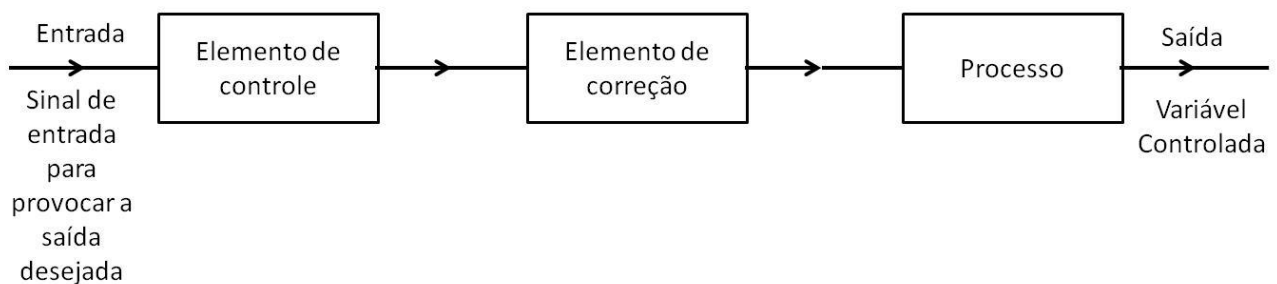 Entrada
Sinal de
entrada
para
provocar a
saída
desejada
Elemento de
controle
Elemento de
correção
Processo
Saída
Variável
Controlada